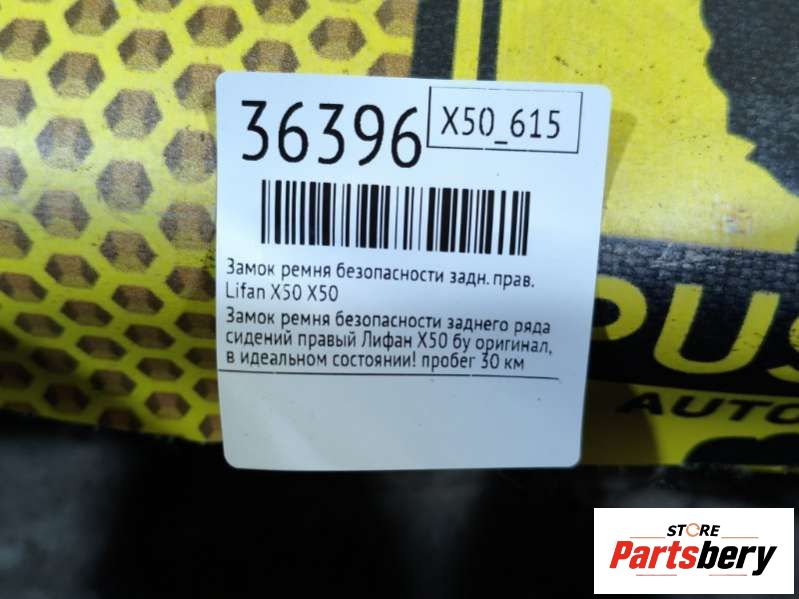 36396
X50_615
Замок ремня безопасности задн. прав.
Lifan X50 X50
Замок ремня безопасности заднего ряда
сидений правый Лифан X50 бу оригинал,
в идеальном состоянии! пробег 30 км
PUS
AUTO
STORE
Partsbery